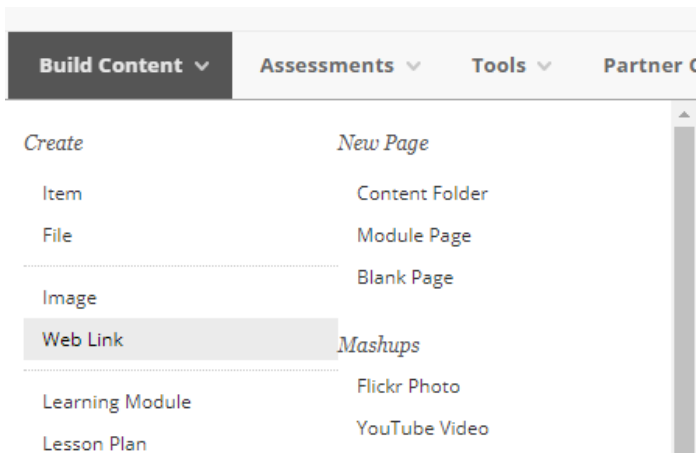 Build Content
Assessments
Tools
Partner
Create
Item
File
Image
Web Link
Learning Module
Lesson Plan
New Page
Content Folder
Module Page
Blank Page
Mashups
Flickr Photo
YouTube Video